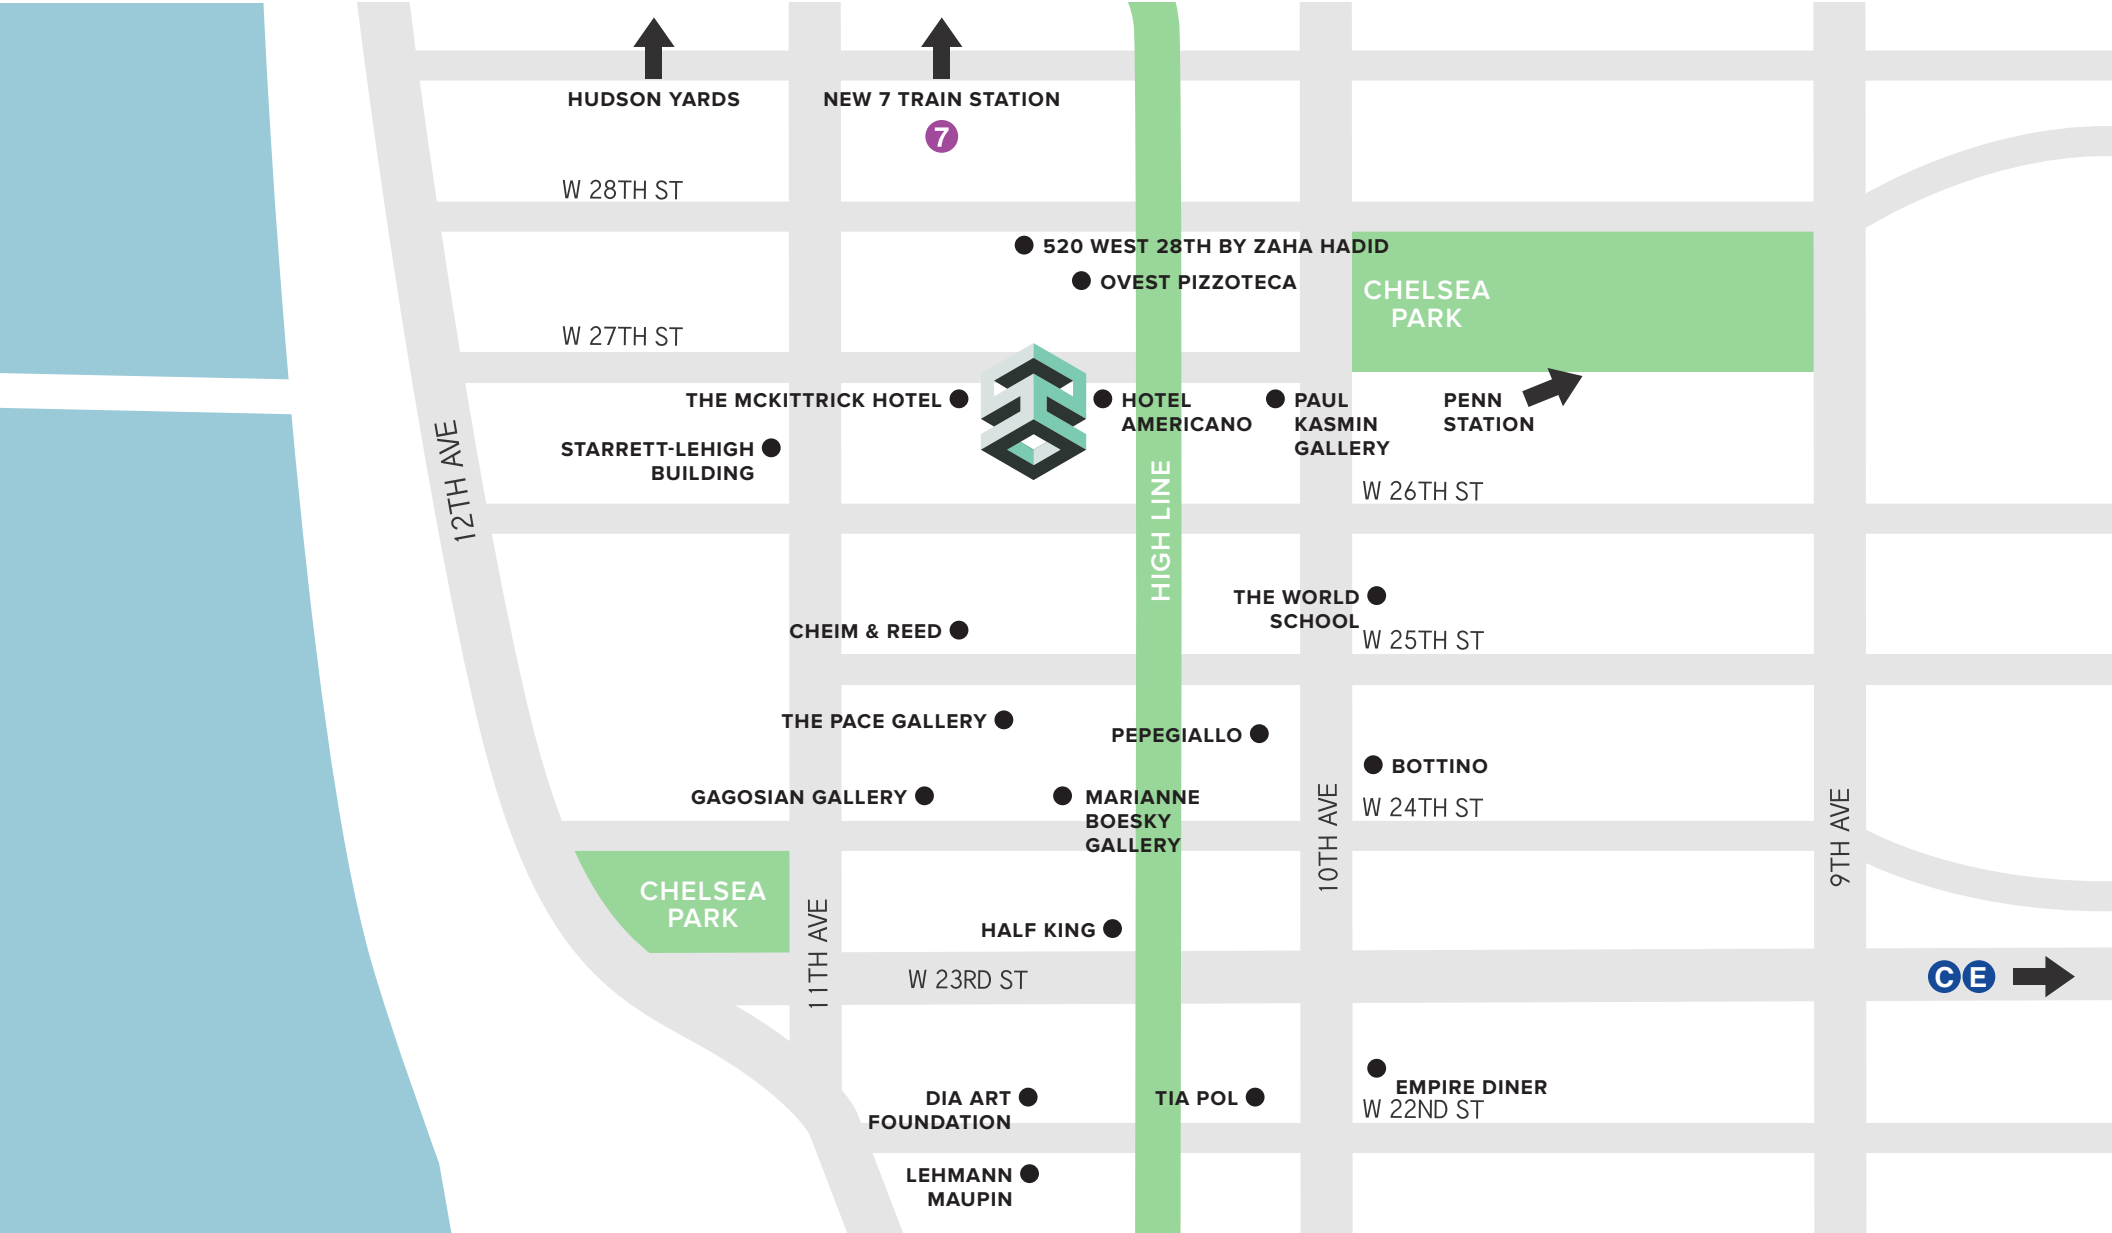 HUDSON YARDS
NEW 7 TRAIN STATION
7
W 28TH ST
520 WEST 28TH BY ZAHA HADID
OVEST PIZZOTECA
CHELSEA
PARK
W 27TH ST
THE MCKITTRICK HOTEL
HOTEL
AMERICANO
PAUL
KASMIN
GALLERY
PENN
STATION
STARRETT-LEHIGH
BUILDING
12TH AVE
HIGH LINE
W 26TH ST
THE WORLD
SCHOOL
CHEIM & REED
W 25TH ST
THE PACE GALLERY
PEPEGIALLO
BOTTINO
GAGOSIAN GALLERY
MARIANNE
BOESKY
GALLERY
W 24TH ST
10TH AVE
9TH AVE
CHELSEA
PARK
11TH AVE
HALF KING
W 23RD ST
C E
DIA ART
FOUNDATION
TIA POL
EMPIRE DINER
W 22ND ST
LEHMANN
MAUPIN